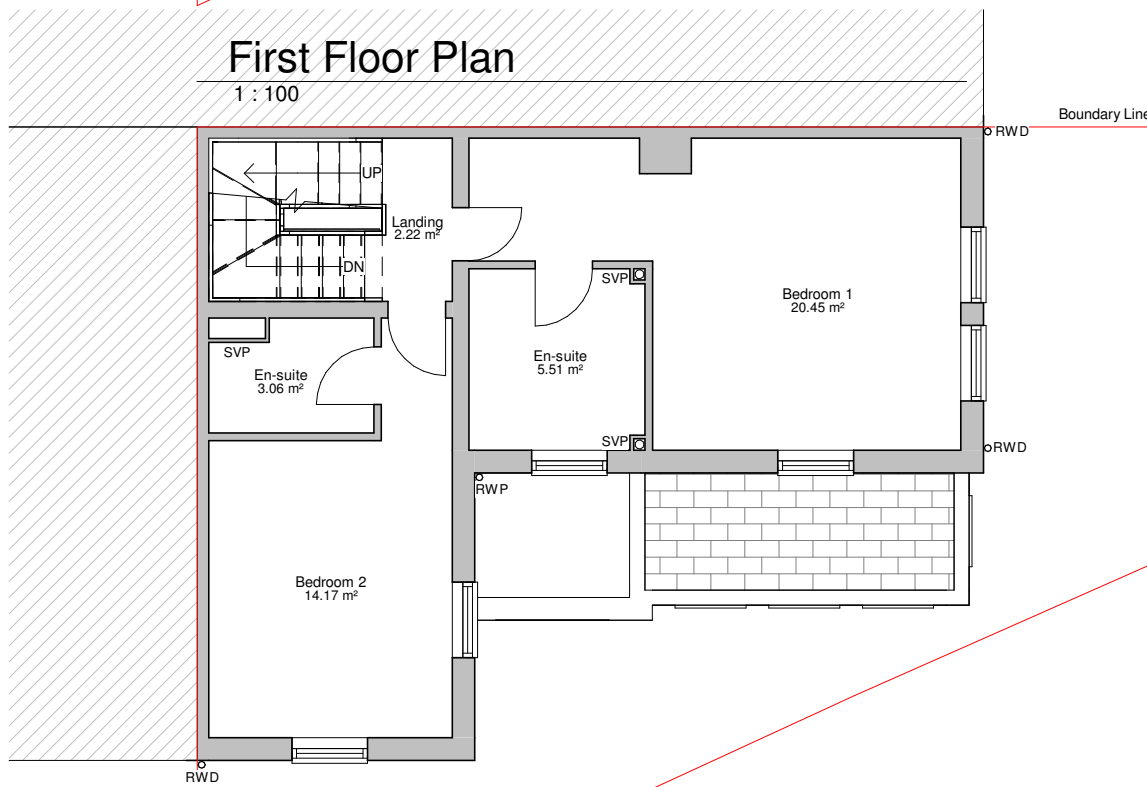 First Floor Plan
1 : 100
Boundary Line
RWD
UP
Landing
2.22 m²
DN
SVP
Bedroom 1
20.45 m²
SVP
En-suite
3.06 m²
En-suite
5.51 m²
SVP
RWD
RWP
Bedroom 2
14.17 m²
RWD